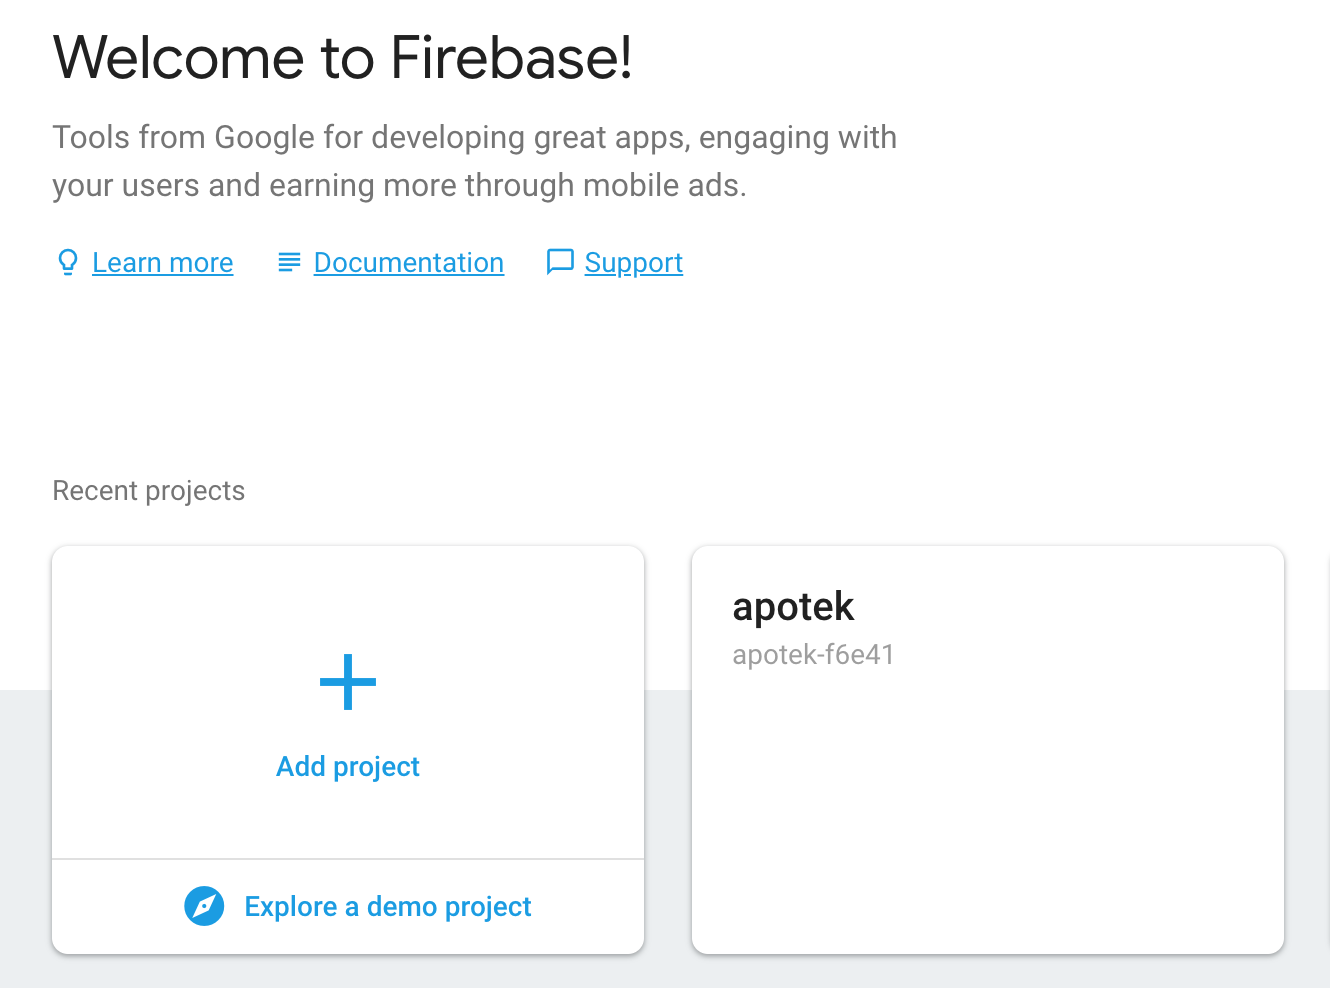 Welcome to Firebase!
Tools from Google for developing great apps, engaging with
your users and earning more through mobile ads.
Learn more Documentation Support
Recent projects
Add project
Explore a demo project
apotek
apotek-f6e41